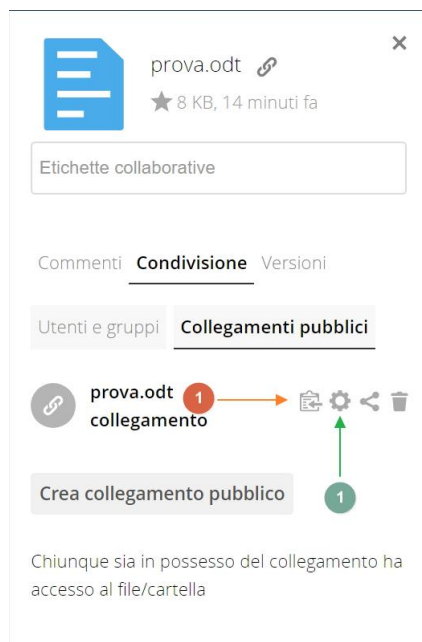 prova.odt
8 KB, 14 minuti fa
Etichette collaborative
Commenti Condivisione Versioni
Utenti e gruppi Collegamenti pubblici
prova.odt
collegamento
1
Crea collegamento pubblico
1
Chiunque sia in possesso del collegamento ha
accesso al file/cartella